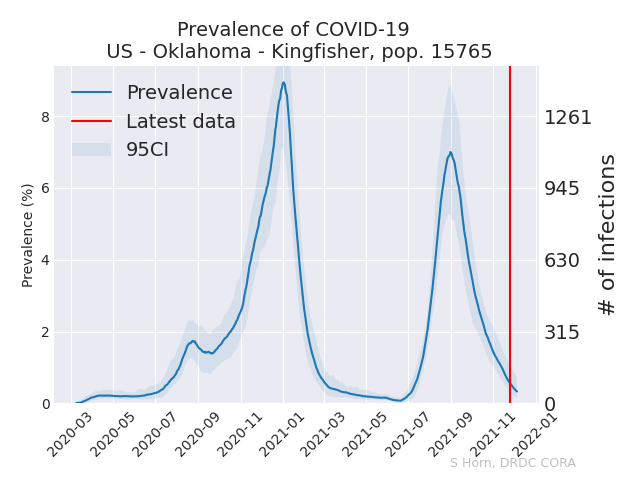 Prevalence of COVID-19
US - Oklahoma - Kingfisher, pop. 15765
Prevalence
Latest data
95CI
Prevalence (%)
8
6
4
2
0
1261
945
630
315
0
# of infections
2020-03
2020-05
2020-07
2020-09
2020-11
2021-01
2021-03
2021-05
2021-07
2021-09
2021-11
2022-01
S Horn, DRDC CORA